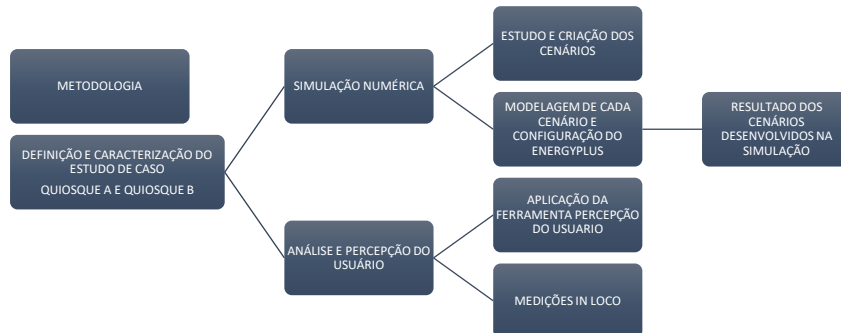 METODOLOGIA
DEFINIÇÃO E CARACTERIZAÇÃO DO
ESTUDO DE CASO
QUIOSQUE A E QUIOSQUE B
SIMULAÇÃO NUMÉRICA
ANÁLISE E PERCEPÇÃO DO
USUÁRIO
ESTUDO E CRIAÇÃO DOS
CENÁRIOS
MODELAGEM DE CADA
CENÁRIO E
CONFIGURAÇÃO DO
ENERGYPLUS
APLICAÇÃO DA
FERRAMENTA PERCEPÇÃO
DO USUARIO
MEDIÇÕES IN LOCO
RESULTADO DOS
CENÁRIOS
DESENVOLVIDOS NA
SIMULAÇÃO